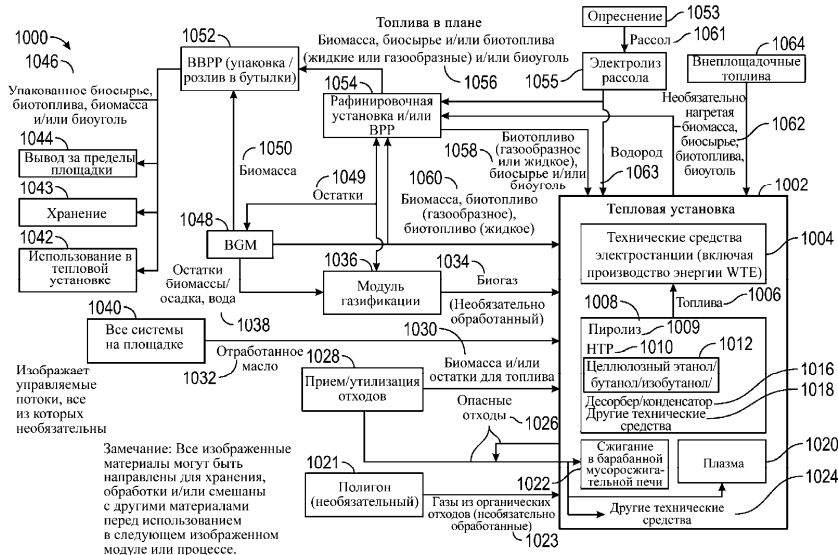 1000
1046
Упакованное биосырье,
биотоплива, биомасса
и/или биоуголь
1044
Вывод за пределы
площадки
1043
Хранение
1042
Использование в
тепловой
установке
1052
BBPP (упаковка /
розлив в бутылки)
Топлива в плане
Биомасса, биосырье и/или биотоплива
(жидкие или газообразные) и/или биоуголь
1056
1054
Рафинировочная
установка и/или
BPP
Опреснение
1053
Рассол
1061
1055
Электролиз
рассола
1064
Внеплощадочные
топлива
Необязательно
нагретая
биомасса,
биосырье,
биотоплива,
биоуголь
1062
1050
Биомасса
1058
Биотопливо
(газообразное
или жидкое),
биосырье и/или
биоуголь
Водород
1063
1049
Остатки
1060
Биомасса, биотопливо
(газообразное),
биотопливо (жидкое)
1048
BGM
Остатки
биомассы/
осадка, вода
1038
1036
Модуль
газификации
1034
Биогаз
(Необязательно
обработанный)
1002
Тепловая установка
Технические средства
электростанции (включая
производство энергии WTE)
1004
Топлива
1006
1008
Пиролиз
1009
HTP
1010
1012
Целлюлозный этанол/
бутанол/изобутанол/
Десорбер/конденсатор
1016
Другие технические
средства
1018
1040
Все системы
на площадке
1030
Отработанное
масло
1032
1028
Прием/утилизация
отходов
Биомасса и/или
остатки для топлива
Изображает
управляемые
потоки, все
из которых
необязательны
Опасные
отходы
1026
Сжигание
в барабанной
мусоросжига-
тельной печи
1022
Плазма
1020
Другие технические
средства
1024
1021
Полигон
(необязательный)
Газы из органических
отходов (необязательно
обработанные)
1023
Замечание: Все изображенные
материалы могут быть
направлены для хранения,
обработки и/или смешаны
с другими материалами
перед использованием
в следующем изображенном
модуле или процессе.